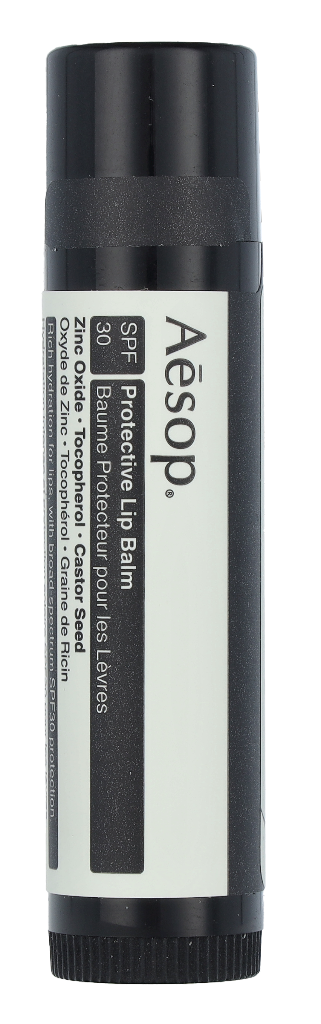 Aēsop.®
SPF
30
Protective Lip Balm
Baume Protecteur pour les Lèvres
Zinc Oxide • Tocopherol • Castor Seed
Oxyde de Zinc • Tocophérol • Graine de Ricin
Rich hydration for lips, with broad-spectrum SPF30 protection.